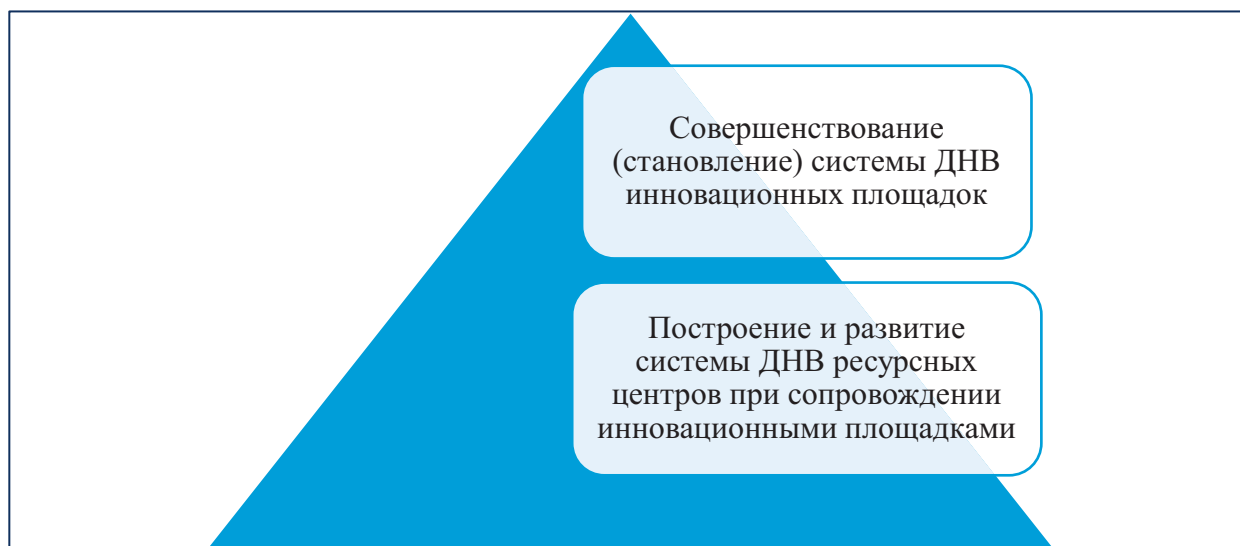 Совершенствование
(становление) системы ДНВ
инновационных площадок
Построение и развитие
системы ДНВ ресурсных
центров при сопровождении
инновационными площадками